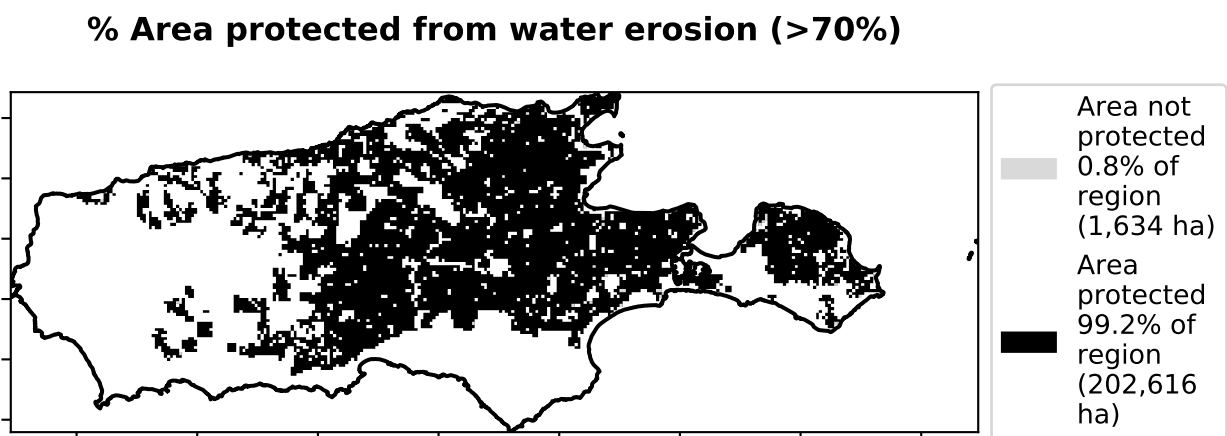 % Area protected from water erosion (>70%)
Area not
protected
0.8% of
region
(1,634 ha)
Area
protected
99.2% of
region
(202,616
ha)